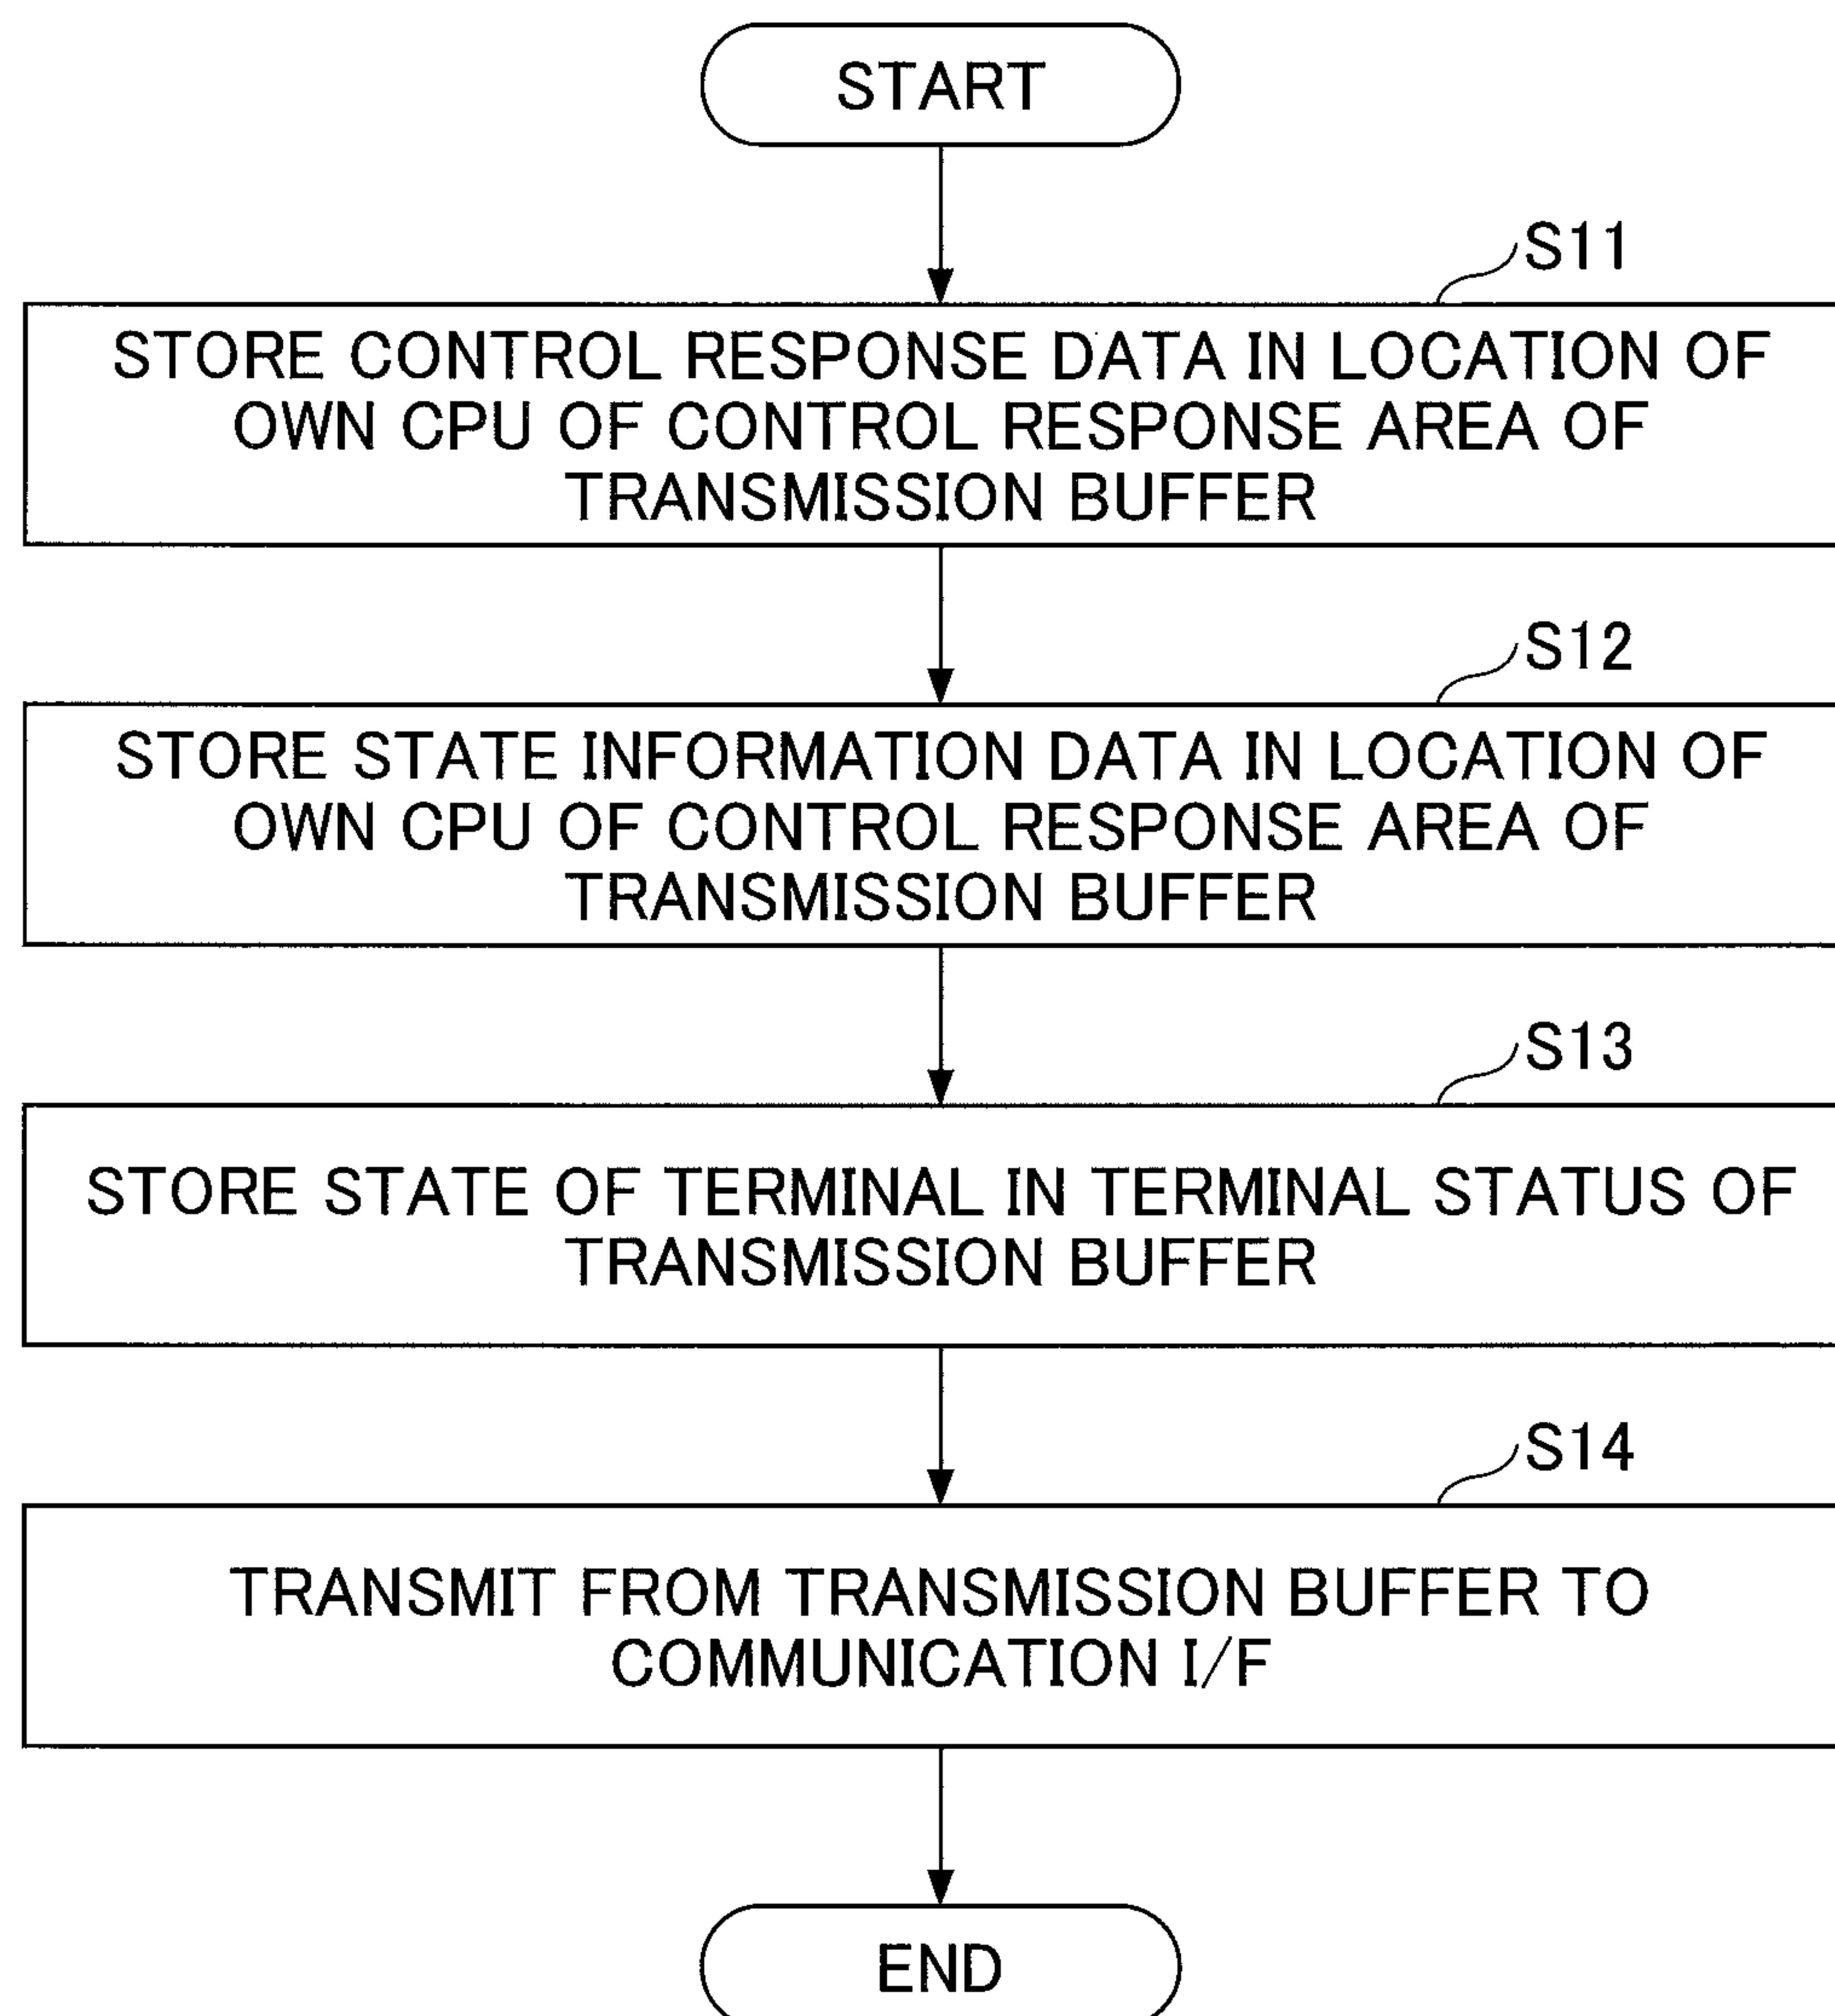 START
S11
STORE CONTROL RESPONSE DATA IN LOCATION OF
OWN CPU OF CONTROL RESPONSE AREA OF
TRANSMISSION BUFFER
S12
STORE STATE INFORMATION DATA IN LOCATION OF
OWN CPU OF CONTROL RESPONSE AREA OF
TRANSMISSION BUFFER
S13
STORE STATE OF TERMINAL IN TERMINAL STATUS OF
TRANSMISSION BUFFER
S14
TRANSMIT FROM TRANSMISSION BUFFER TO
COMMUNICATION I/F
END